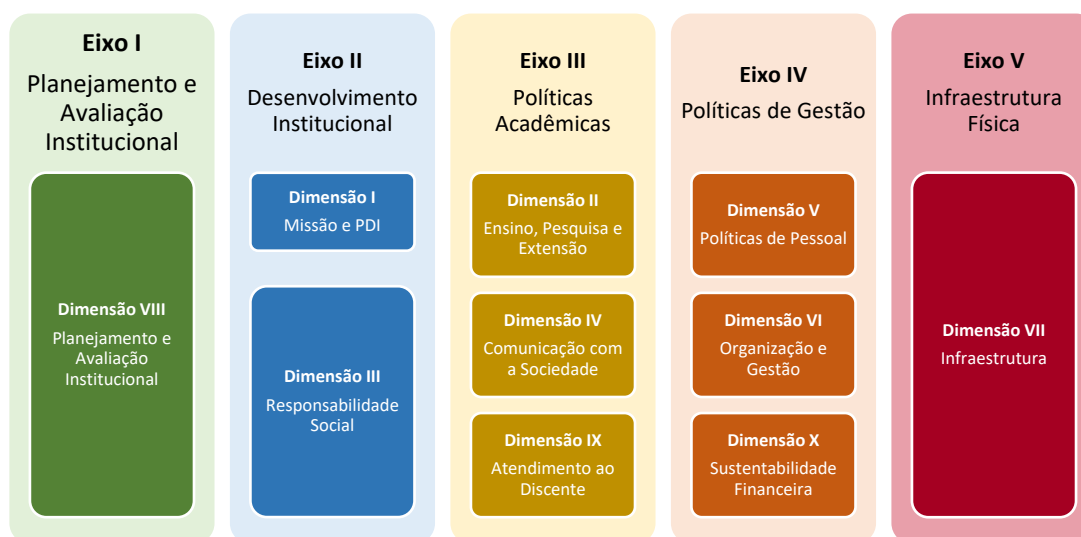 Eixo I
Planejamento e
Avaliação
Institucional
Dimensão VIII
Planejamento e
Avaliação
Institucional
Eixo II
Desenvolvimento
Institucional
Dimensão I
Missão e PDI
Dimensão III
Responsabilidade
Social
Eixo III
Políticas
Acadêmicas
Dimensão II
Ensino, Pesquisa e
Extensão
Dimensão IV
Comunicação com
a Sociedade
Dimensão IX
Atendimento ao
Discente
Eixo IV
Políticas de Gestão
Dimensão V
Políticas de Pessoal
Dimensão VI
Organização e
Gestão
Dimensão X
Sustentabilidade
Financeira
Eixo V
Infraestrutura
Física
Dimensão VII
Infraestrutura